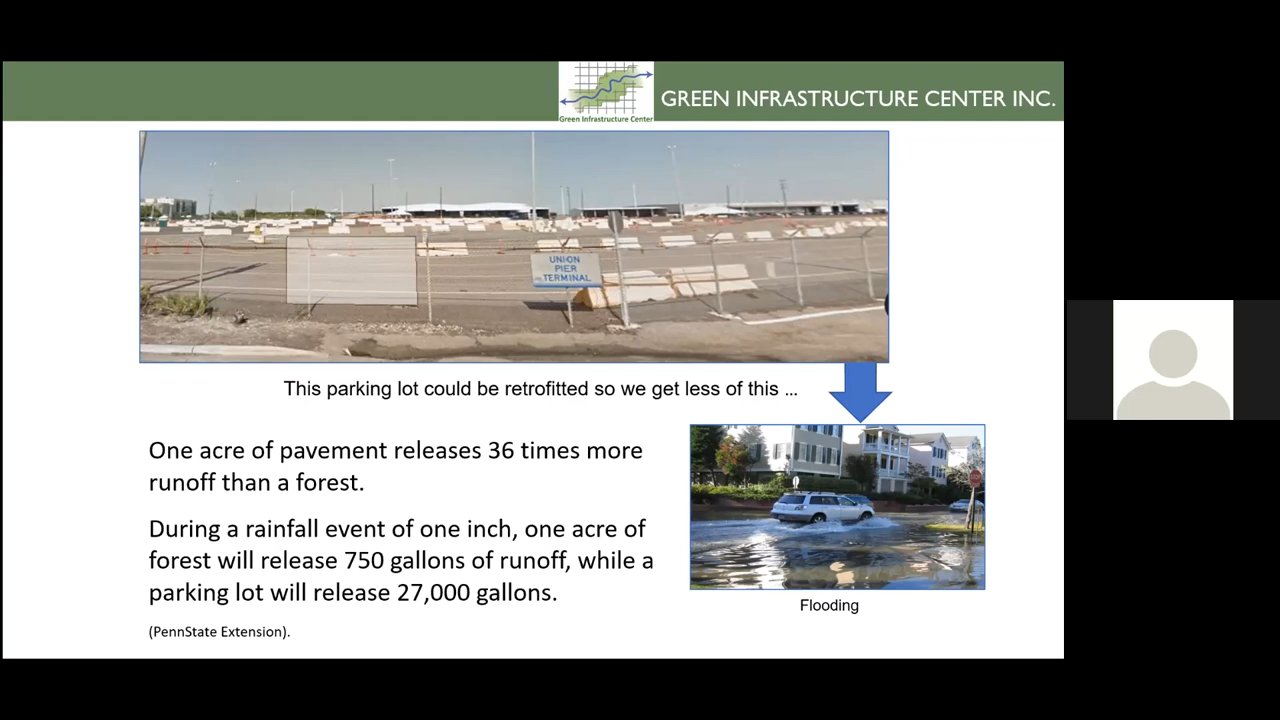 Green Infrastructure Center
GREEN INFRASTRUCTURE CENTER INC.
UNION
PIER
TERMINAL
This parking lot could be retrofitted so we get less of this ...
One acre of pavement releases 36 times more
runoff than a forest.
During a rainfall event of one inch, one acre of
forest will release 750 gallons of runoff, while a
parking lot will release 27,000 gallons.
(PennState Extension).
Flooding